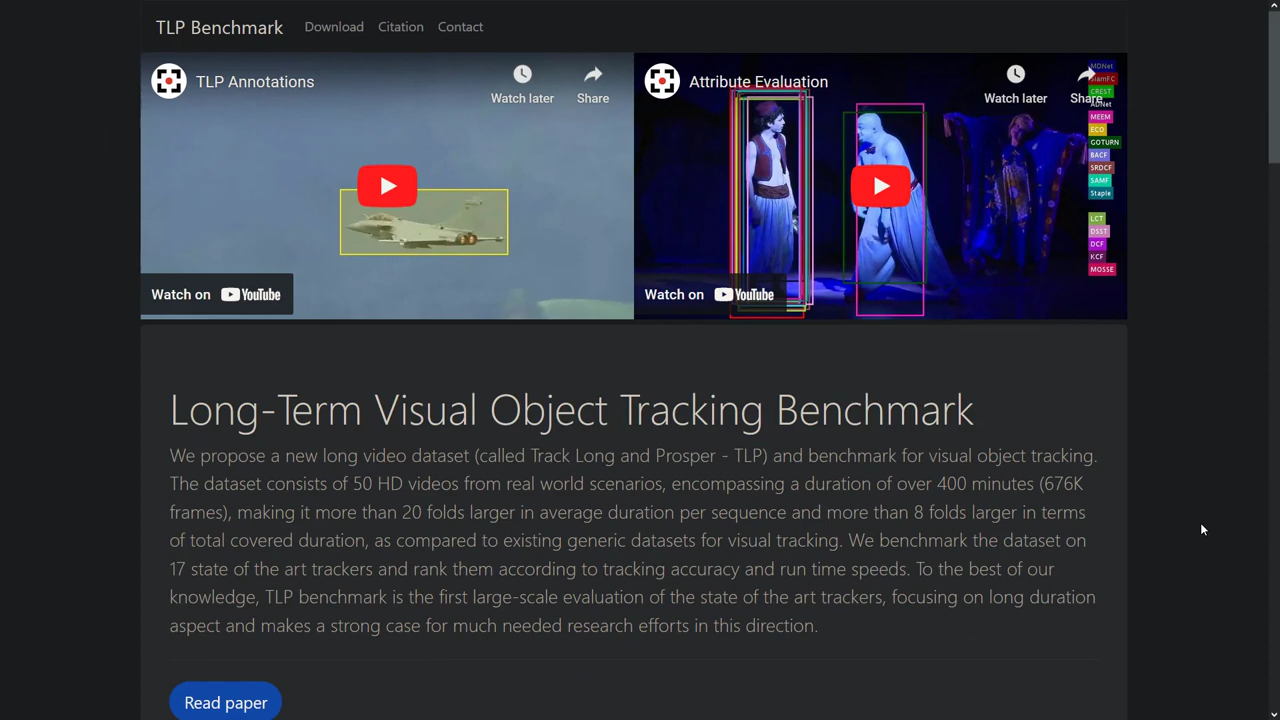 TLP Benchmark Download Citation Contact
TLP Annotations
Watch later
Share
Watch on YouTube
Attribute Evaluation
Watch later
Share
Watch on YouTube
MDNet
SiamFC
CREST
ADNet
MEEM
ECO
GOTURN
BACF
SRDCF
SAMF
Staple
LCT
DSST
DCF
KCF
MOSSE
Long-Term Visual Object Tracking Benchmark
We propose a new long video dataset (called Track Long and Prosper - TLP) and benchmark for visual object tracking.
The dataset consists of 50 HD videos from real world scenarios, encompassing a duration of over 400 minutes (676K
frames), making it more than 20 folds larger in average duration per sequence and more than 8 folds larger in terms
of total covered duration, as compared to existing generic datasets for visual tracking. We benchmark the dataset on
17 state of the art trackers and rank them according to tracking accuracy and run time speeds. To the best of our
knowledge, TLP benchmark is the first large-scale evaluation of the state of the art trackers, focusing on long duration
aspect and makes a strong case for much needed research efforts in this direction.
Read paper